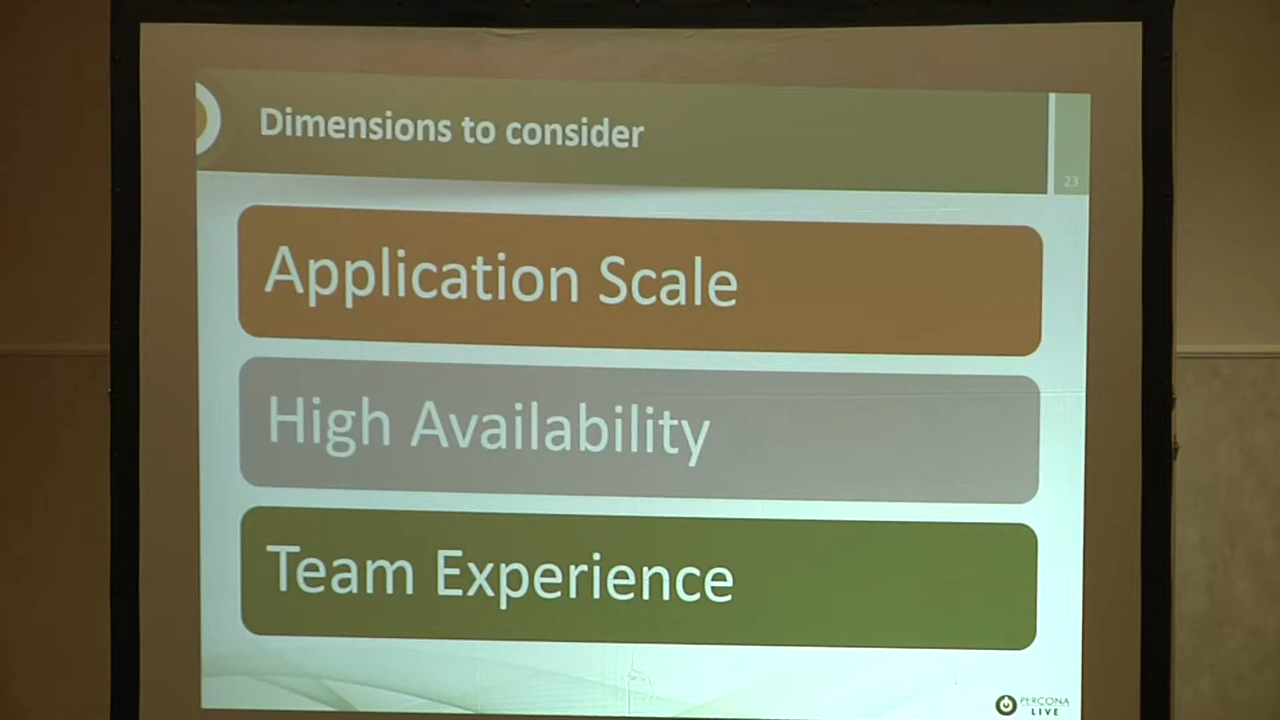 Dimensions to consider
23
Application Scale
High Availability
Team Experience
PERCONA
LIVE